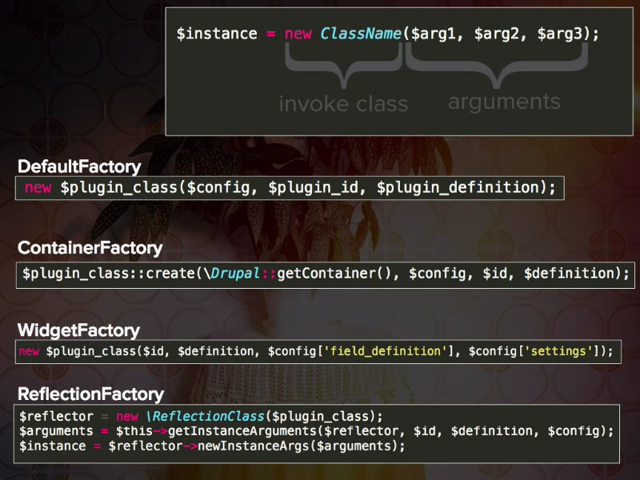 $instance = new ClassName($arg1, $arg2, $arg3);
invoke class arguments
DefaultFactory
new $plugin_class($config, $plugin_id, $plugin_definition);
ContainerFactory
$plugin_class::create(\Drupal::getContainer(), $config, $id, $definition);
WidgetFactory
new $plugin_class($id, $definition, $config['field_definition'], $config['settings']);
ReflectionFactory
$reflector = new \ReflectionClass($plugin_class);
$arguments = $this->getInstanceArguments($reflector, $id, $definition, $config);
$instance = $reflector->newInstanceArgs($arguments);